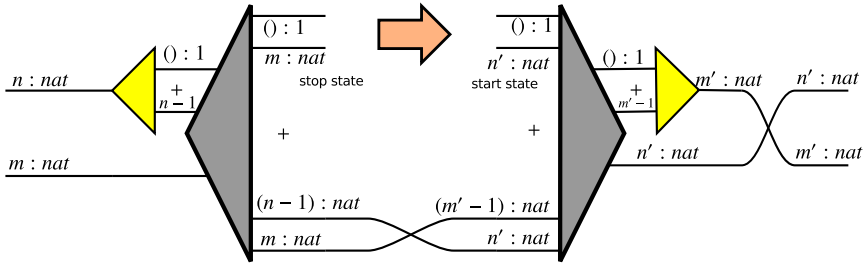 () : 1
() : 1
() : 1
() : 1
m : nat
n′ : nat
n : nat
+
+
m′ : nat
n′ : nat
n − 1
stop state
start state
m′ − 1
+
+
m : nat
n′ : nat
m′ : nat
(n − 1) : nat
(m′ − 1) : nat
m : nat
n′ : nat